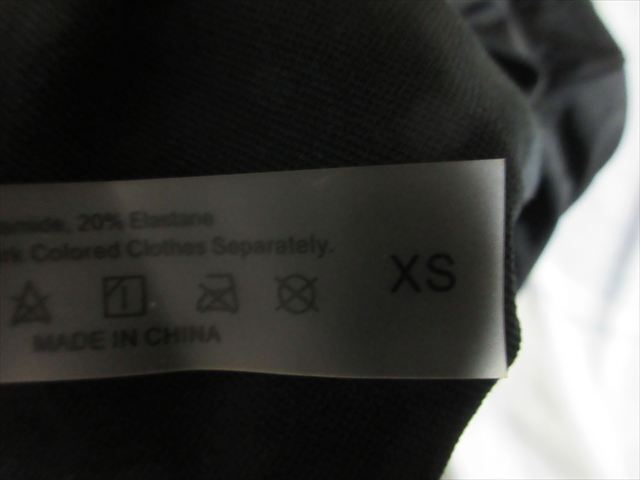 20% Elastane
Colored Clothes Separately.
XS
MADE IN CHINA